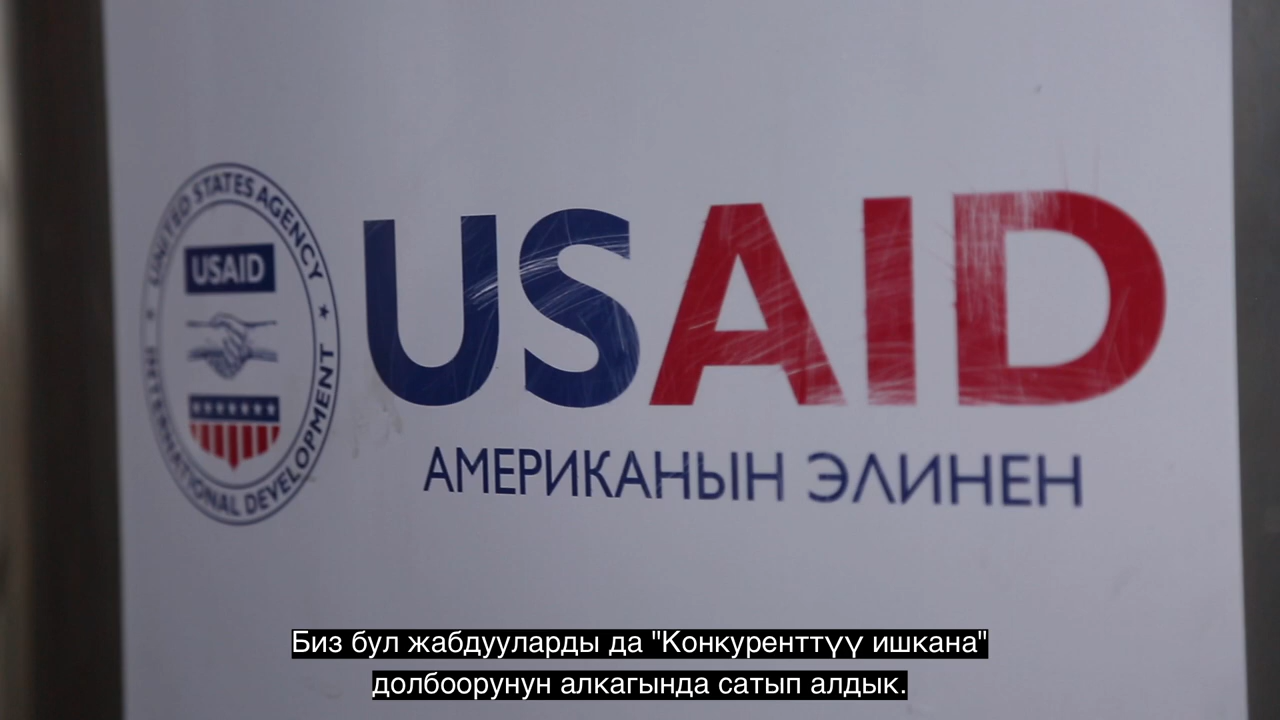 UNITED STATES AGENCY
USAID
INTERNATIONAL DEVELOPMENT
USAID
АМЕРИКАНЫН ЭЛИНЕН
Биз бул жабдууларды да "Конкуренттүү ишкана"
долбоорунун алкагында сатып алдык.